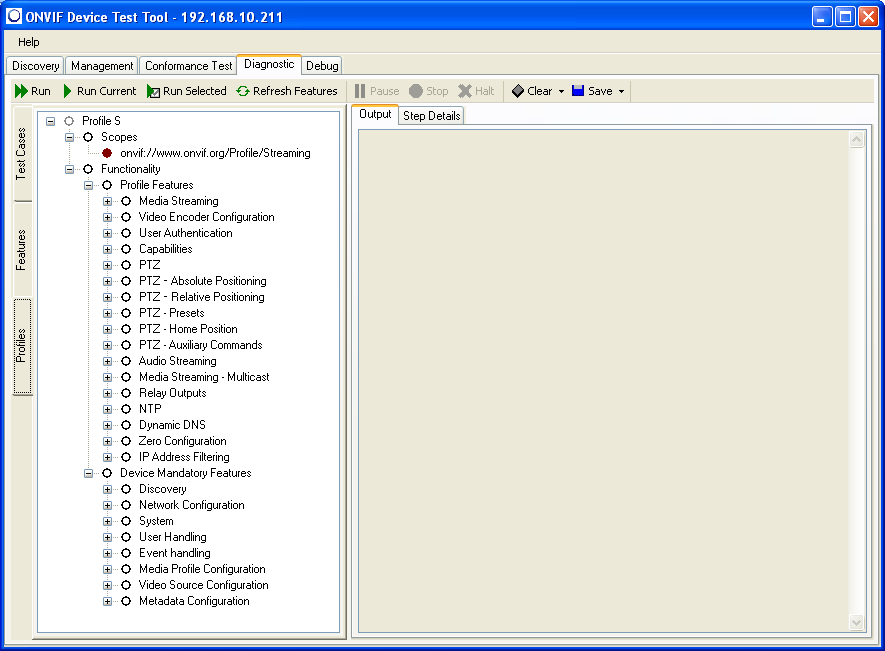 ONVIF Device Test Tool - 192.168.10.211
Help
Discovery Management Conformance Test Diagnostic Debug
Run Run Current Run Selected Refresh Features Pause Stop Halt Clear Save
Test Cases
Features
Profiles
Profile S
Scopes
onvif://www.onvif.org/Profile/Streaming
Functionality
Profile Features
Media Streaming
Video Encoder Configuration
User Authentication
Capabilities
PTZ
PTZ - Absolute Positioning
PTZ - Relative Positioning
PTZ - Presets
PTZ - Home Position
PTZ - Auxiliary Commands
Audio Streaming
Media Streaming - Multicast
Relay Outputs
NTP
Dynamic DNS
Zero Configuration
IP Address Filtering
Device Mandatory Features
Discovery
Network Configuration
System
User Handling
Event handling
Media Profile Configuration
Video Source Configuration
Metadata Configuration
Output Step Details